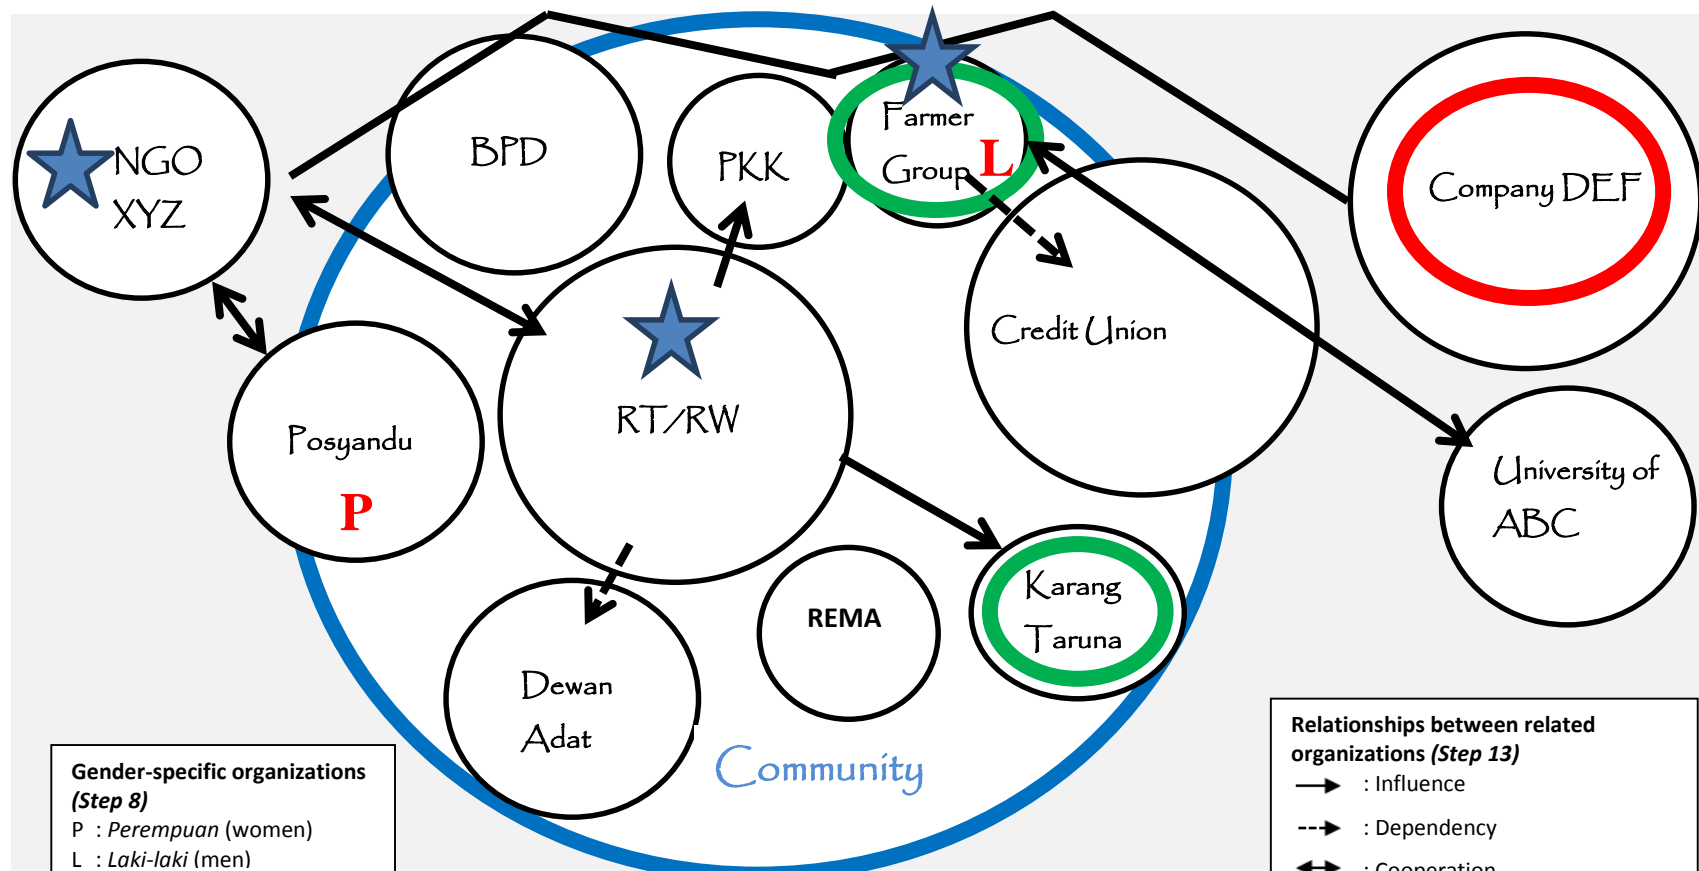 NGO
XYZ
BPD
PKK
Farmer
Group
L
Company DEF
Credit Union
RT/RW
Posyandu
P
University of
ABC
Karang
Taruna
REMA
Dewan
Adat
Community
Gender-specific organizations
(Step 8)
P : Perempuan (women)
L : Laki-laki (men)
Relationships between related
organizations (Step 13)
: Influence
: Dependency
: Cooperation